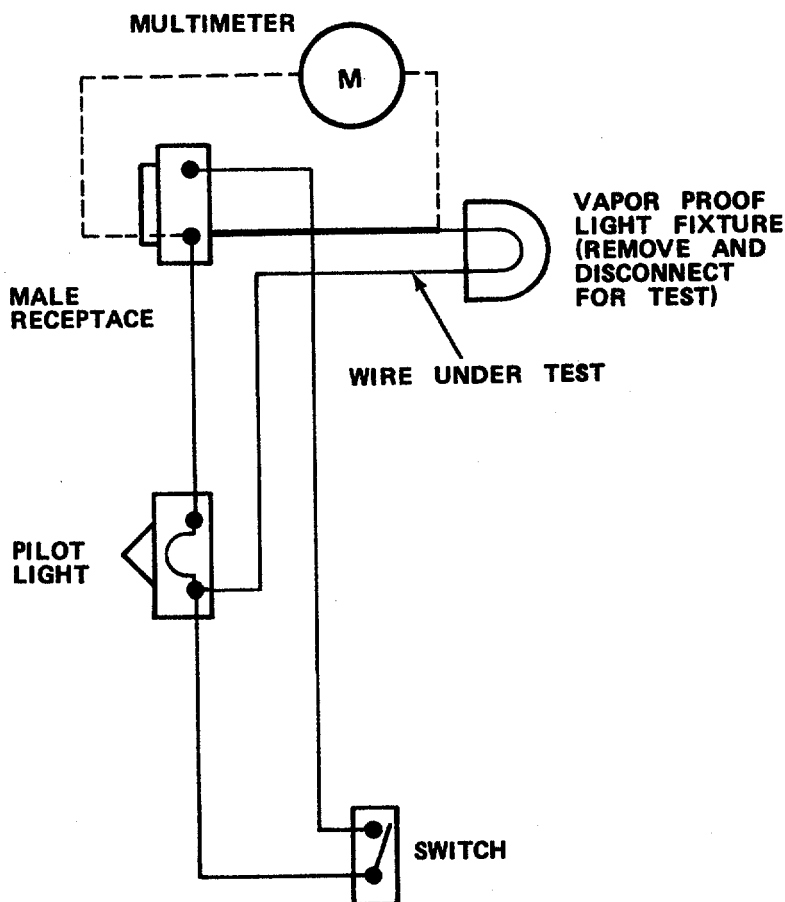 MULTIMETER
M
VAPOR PROOF
LIGHT FIXTURE
(REMOVE AND
DISCONNECT
FOR TEST)
MALE
RECEPTACE
WIRE UNDER TEST
PILOT
LIGHT
SWITCH